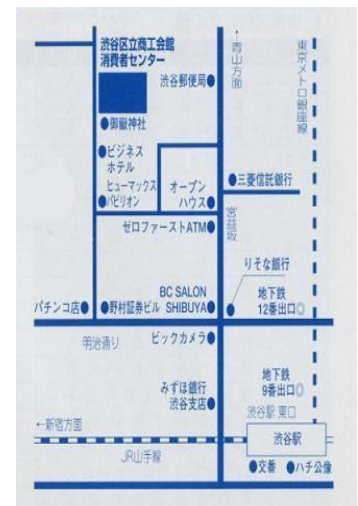 渋谷区立商工会館
消費者センター
渋谷郵便局●
←青山方面
東京メトロ銀座線
●御嶽神社
●ビジネス
ホテル
ヒューマックス
●パビリオン
オープン
ハウス●
●三菱信託銀行
宮益坂
ゼロファーストATM●
りそな銀行
BC SALON
SHIBUYA●
地下鉄
12番出口◎
パチンコ店●
●野村証券ビル
明治通り
ビックカメラ●
みずほ銀行
渋谷支店●
地下鉄
9番出口◎
渋谷駅 東口
←新宿方面
渋谷駅
JR山手線
●交番
●ハチ公像